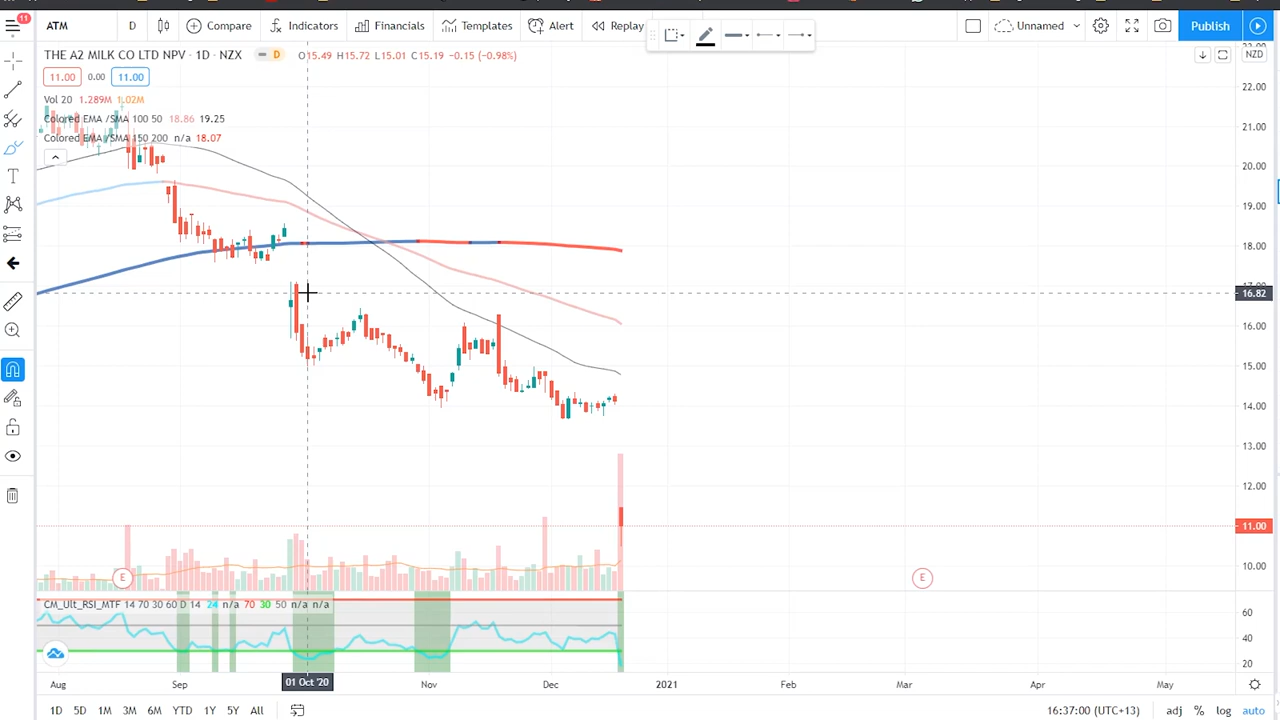 11
ATM
D
Compare
Indicators
Financials
Templates
Alert
Replay
Unnamed
Publish
THE A2 MILK CO LTD NPV · 1D · NZX
D
O15.49 H15.72 L15.01 C15.19 -0.15 (-0.98%)
NZD
11.00 0.00 11.00
Vol 20 1.289M 1.02M
Colored EMA /SMA 100 50 18.86 19.25
Colored EMA /SMA 150 200 n/a 18.07
22.00
21.00
20.00
19.00
18.00
16.82
16.00
15.00
14.00
13.00
12.00
11.00
10.00
E
E
CM_Ult_RSI_MTF 14 70 30 60 D 14 24 n/a 70 30 50 n/a n/a
60
40
20
Aug
Sep
01 Oct '20
Nov
Dec
2021
Feb
Mar
Apr
May
1D
5D
1M
3M
6M
YTD
1Y
5Y
All
16:37:00 (UTC+13)
adj
%
log
auto